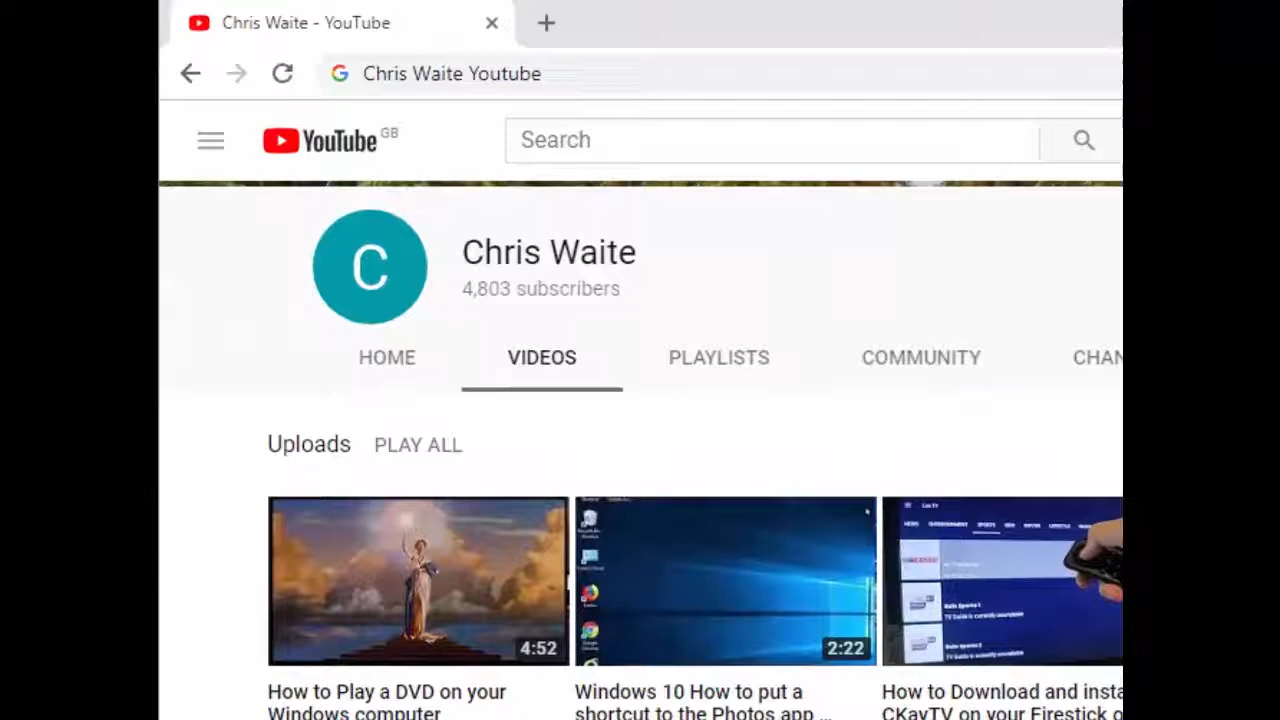 Chris Waite - YouTube
Chris Waite Youtube
YouTube GB
Search
C
Chris Waite
4,803 subscribers
HOME VIDEOS PLAYLISTS COMMUNITY CHAN
Uploads PLAY ALL
4:52
2:22
How to Play a DVD on your
Windows computer
Windows 10 How to put a
shortcut to the Photos app ...
How to Download and insta
CKayTV on your Firestick o